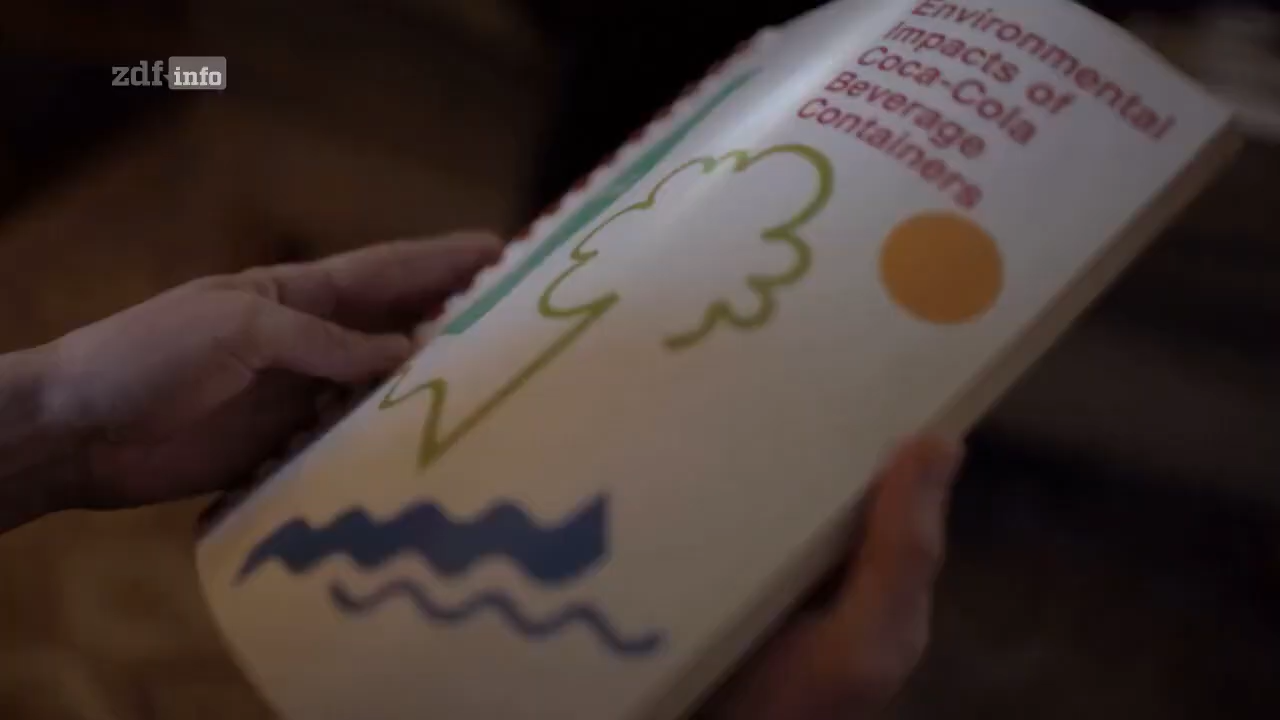 zdf info
Environmental
Impacts of
Coca-Cola
Beverage
Containers